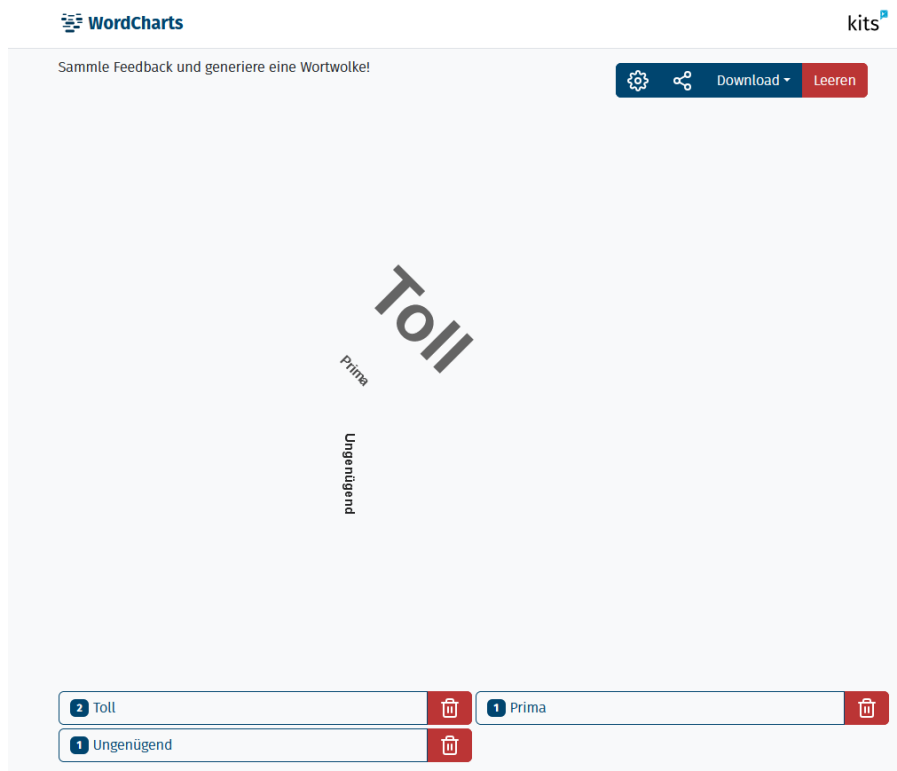 WordCharts
kits
Sammle Feedback und generiere eine Wortwolke!
Download
Leeren
Toll
Prima
Ungenügend
2 Toll
1 Prima
1 Ungenügend